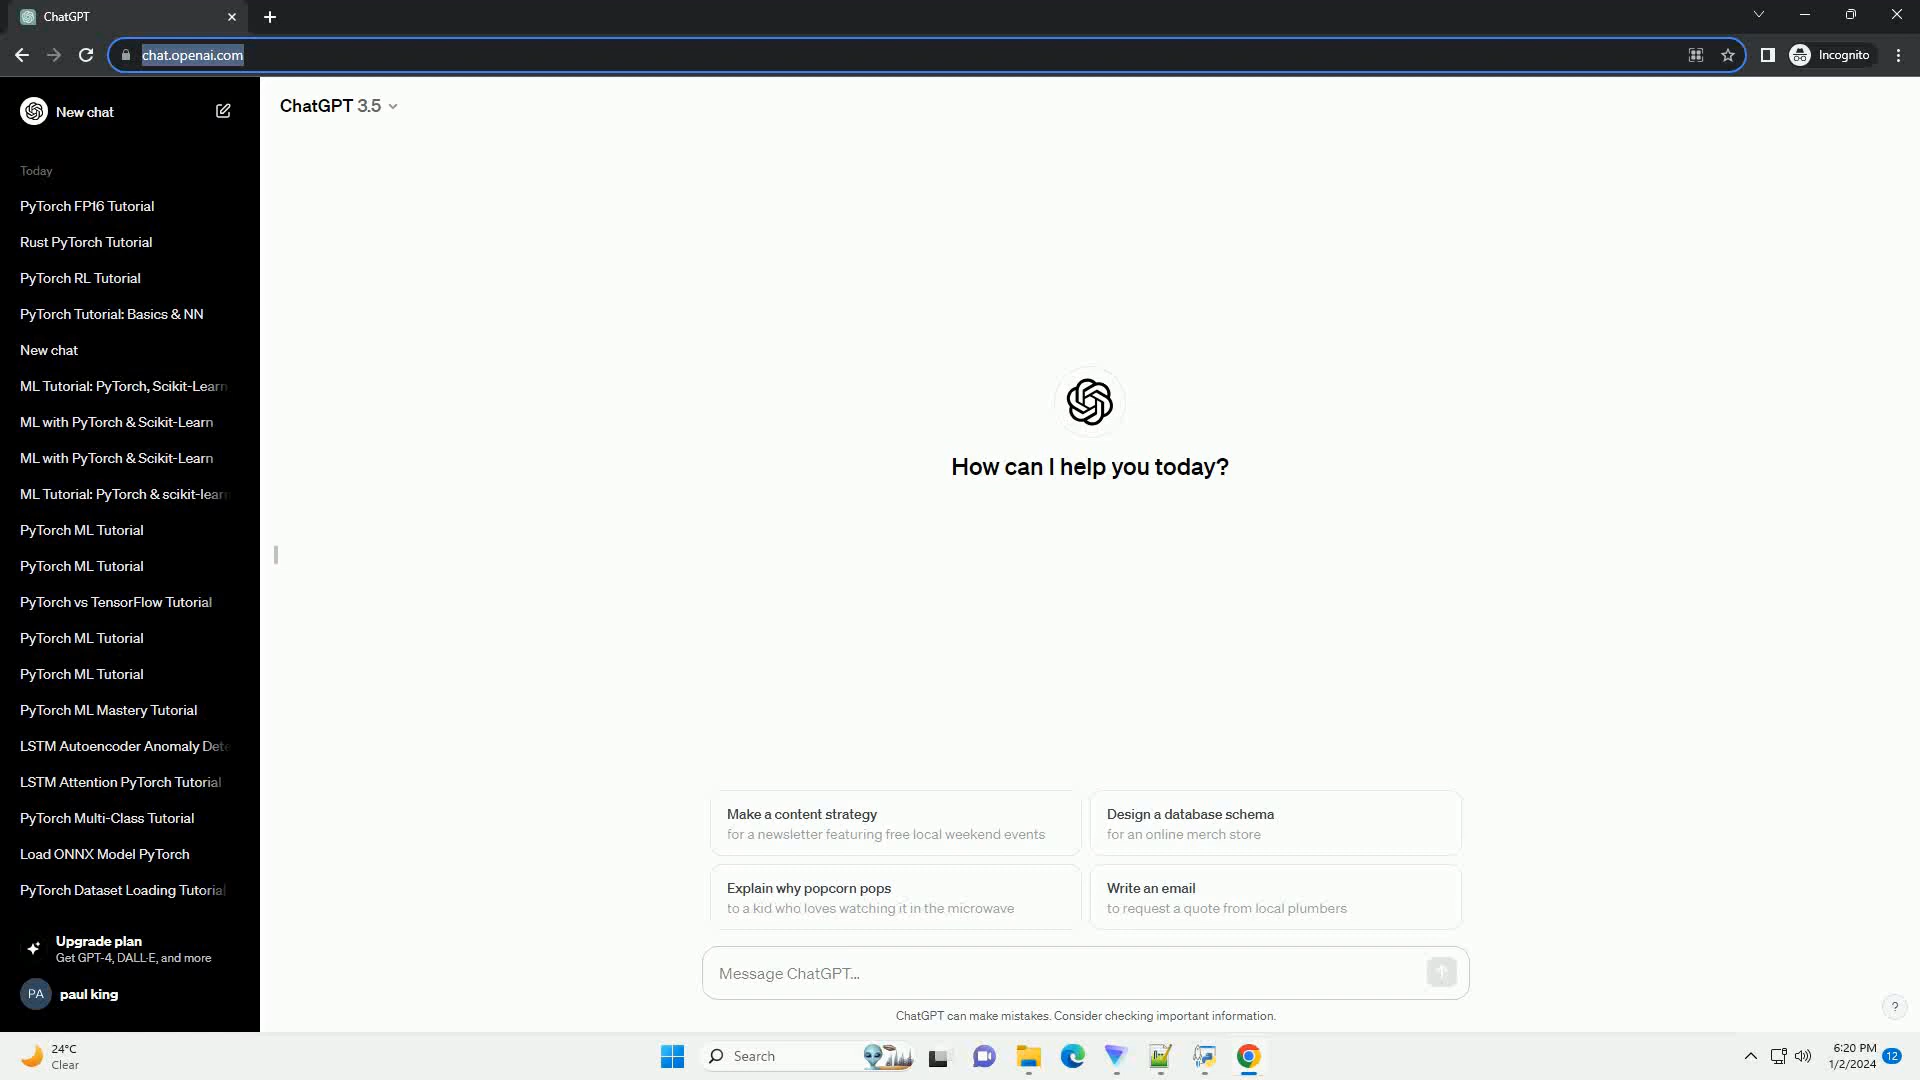 ChatGPT
chat.openai.com
Incognito
New chat
ChatGPT 3.5
Today
PyTorch FP16 Tutorial
Rust PyTorch Tutorial
PyTorch RL Tutorial
PyTorch Tutorial: Basics & NN
New chat
ML Tutorial: PyTorch, Scikit-Learn
ML with PyTorch & Scikit-Learn
ML with PyTorch & Scikit-Learn
ML Tutorial: PyTorch & scikit-learn
PyTorch ML Tutorial
PyTorch ML Tutorial
PyTorch vs TensorFlow Tutorial
PyTorch ML Tutorial
PyTorch ML Tutorial
PyTorch ML Mastery Tutorial
LSTM Autoencoder Anomaly Dete
LSTM Attention PyTorch Tutorial
PyTorch Multi-Class Tutorial
Load ONNX Model PyTorch
PyTorch Dataset Loading Tutorial
Upgrade plan
Get GPT-4, DALL·E, and more
PA paul king
How can I help you today?
Make a content strategy
for a newsletter featuring free local weekend events
Design a database schema
for an online merch store
Explain why popcorn pops
to a kid who loves watching it in the microwave
Write an email
to request a quote from local plumbers
Message ChatGPT...
ChatGPT can make mistakes. Consider checking important information.
?
24°C
Clear
Search
6:20 PM
1/2/2024
12